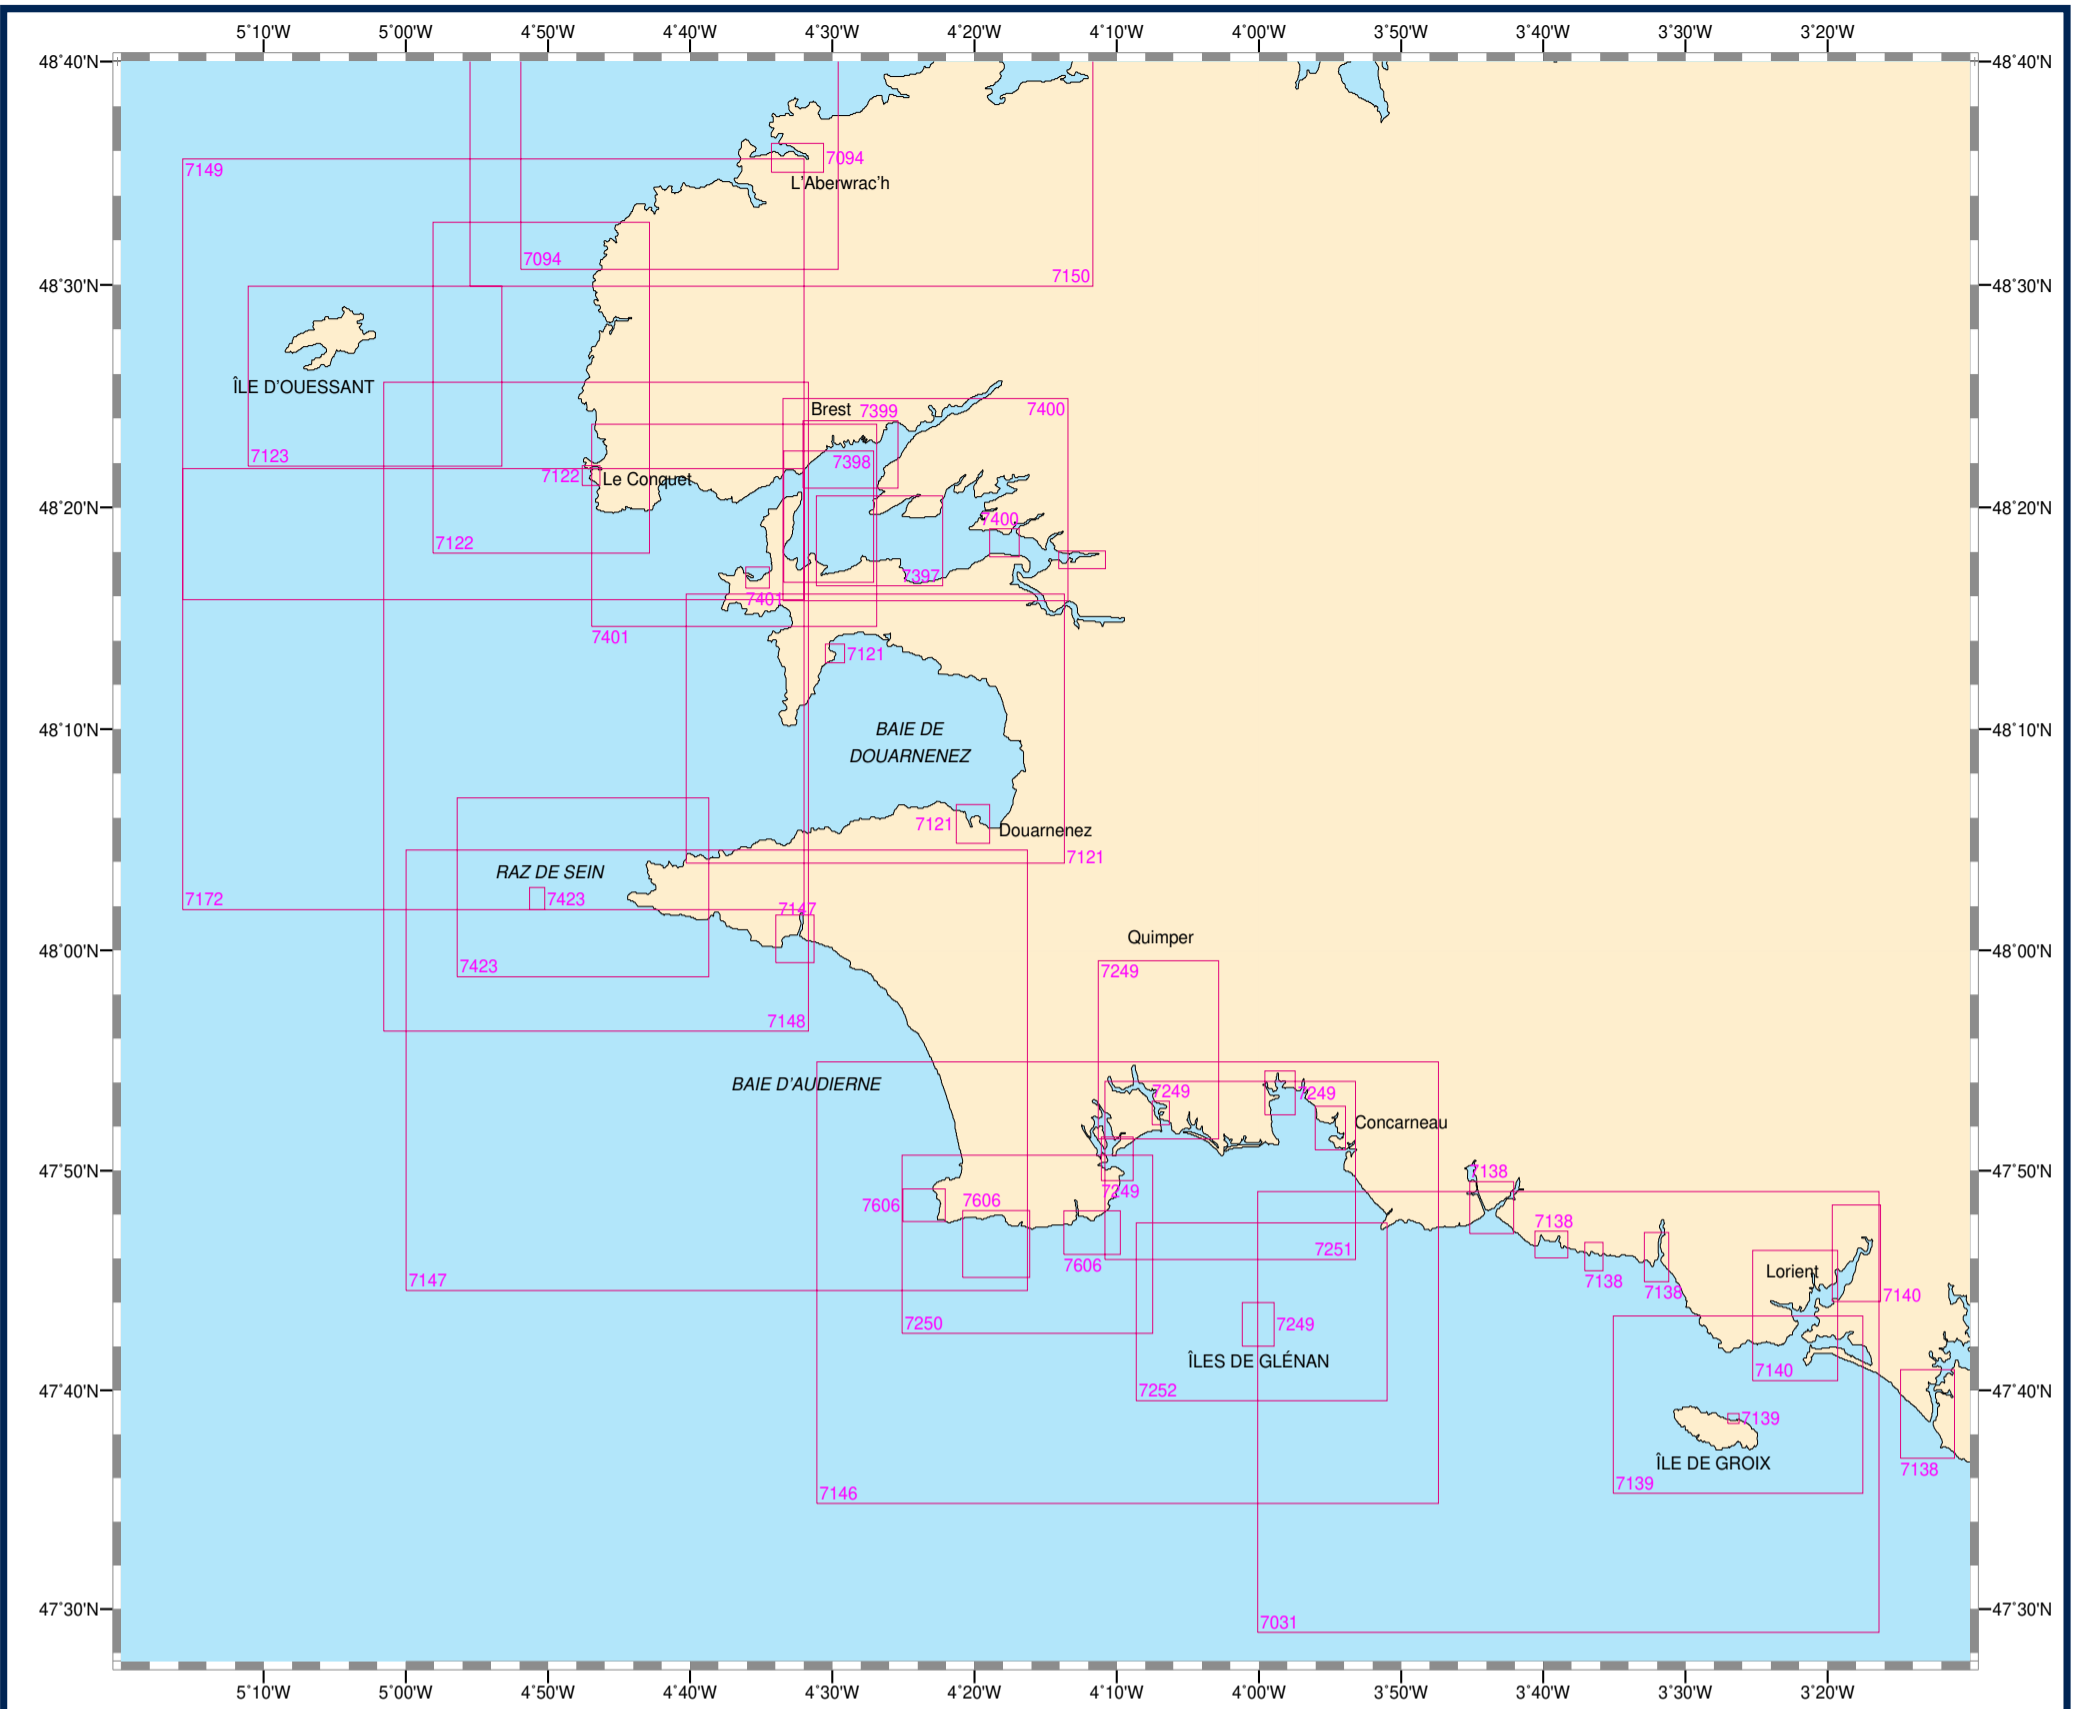 5°10'W 5°00'W 4°50'W 4°40'W 4°30'W 4°20'W 4°10'W 4°00'W 3°50'W 3°40'W 3°30'W 3°20'W
48°40'N 48°40'N
7094
7149
L'Aberwrac'h
7094
7150
48°30'N 48°30'N
ÎLE D'OUESSANT
Brest 7399 7400
7123
7398
7122 Le Conquet
48°20'N 48°20'N
7400
7122
7397
7401
7401
7121
48°10'N 48°10'N
BAIE DE
DOUARNENEZ
7121 Douarnenez
7121
RAZ DE SEIN
7172 7423
7147
Quimper
48°00'N 48°00'N
7423
7249
7148
BAIE D'AUDIERNE
7249 7249
Concarneau
47°50'N 47°50'N
7138
7249
7606 7606
7138
7251
7606
Lorient
7147
7138 7138
7140
7250
7249
ÎLES DE GLÉNAN
7140
47°40'N 47°40'N
7252
7139
ÎLE DE GROIX
7138
7139
7146
47°30'N 47°30'N
7031
5°10'W 5°00'W 4°50'W 4°40'W 4°30'W 4°20'W 4°10'W 4°00'W 3°50'W 3°40'W 3°30'W 3°20'W